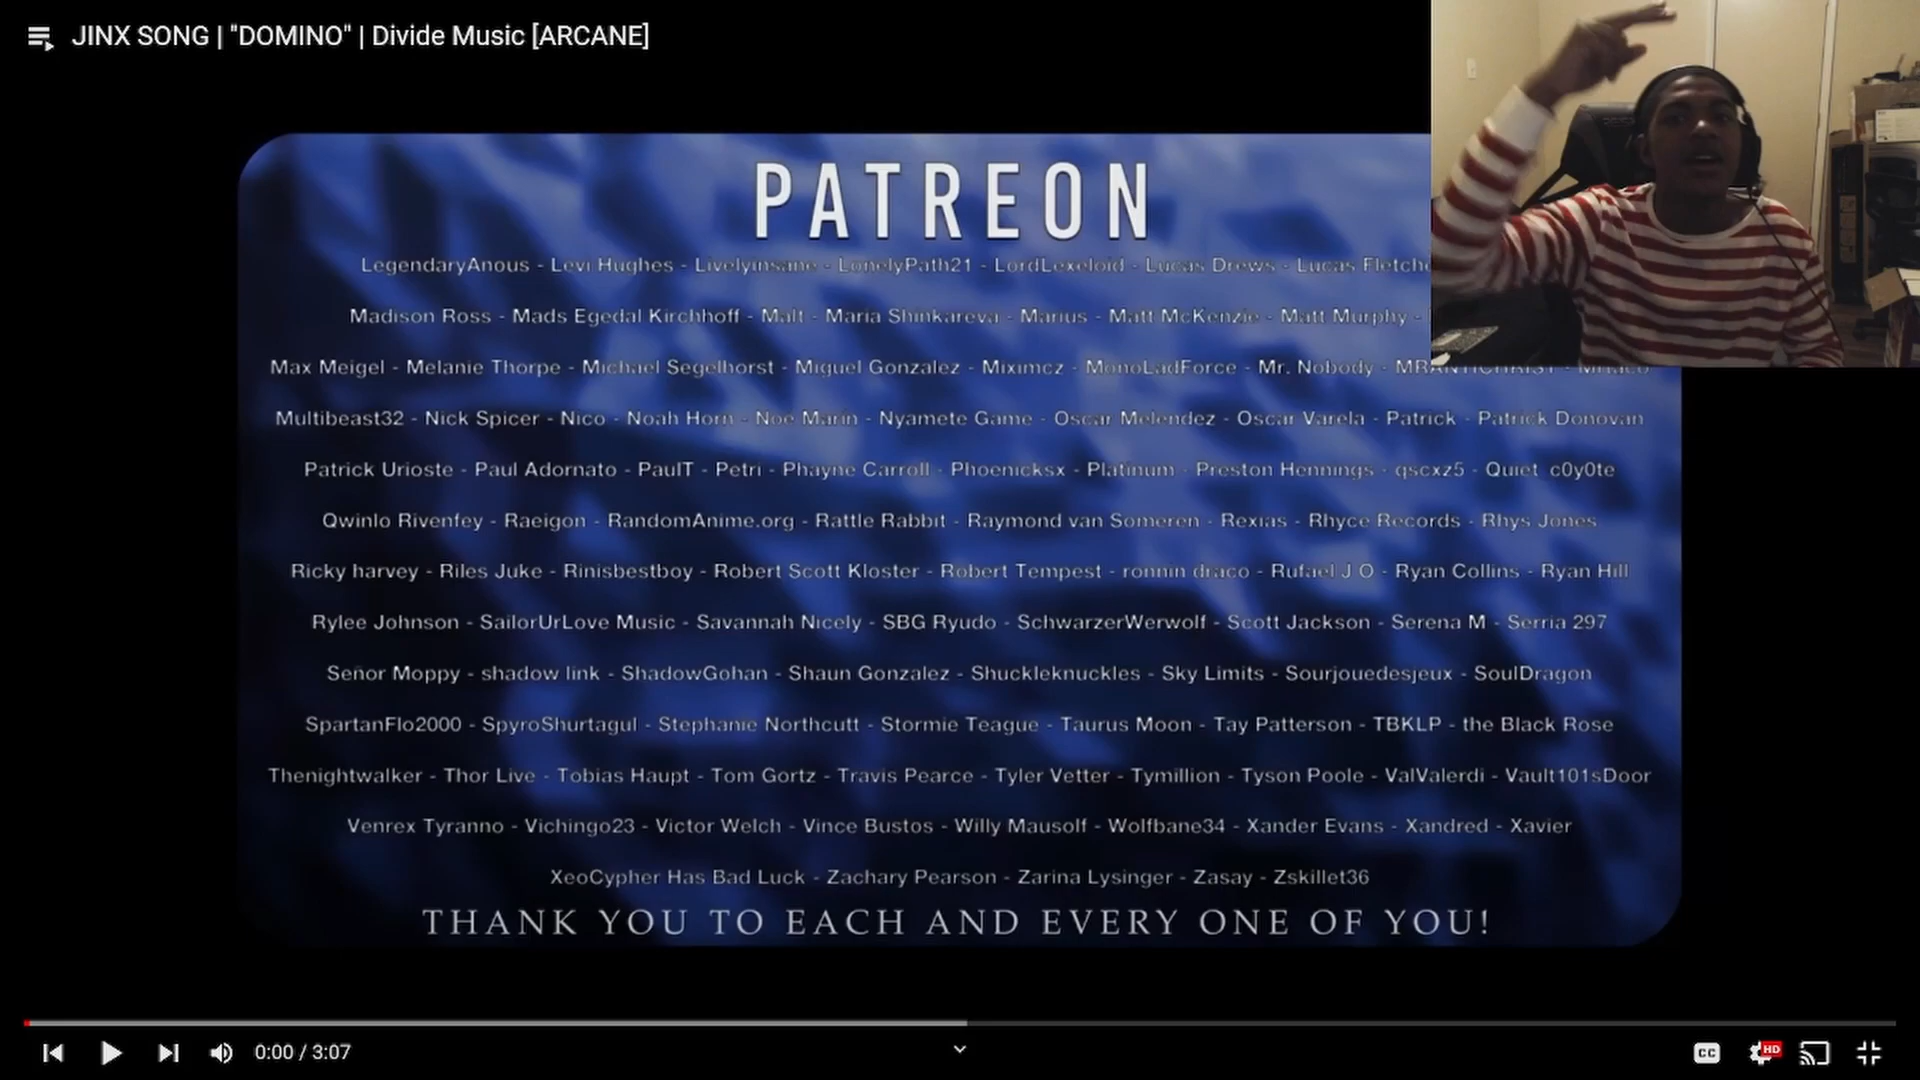 JINX SONG | "DOMINO" | Divide Music [ARCANE]
PATREON
LegendaryAnous - Levi Hughes - Livelyinsane - LonelyPath21 - LordLexeloid - Lucas Drews - Lucas
Madison Ross - Mads Egedal Kirchhoff - Malt - Maria Shinkareva - Marius - Matt McKenzie - Matt Murphy -
Max Meigel - Melanie Thorpe - Michael Segelhorst - Miguel Gonzalez - Miximcz - MonoLadForce - Mr. Nobody -
Multibeast32 - Nick Spicer - Nico - Noah Horn - Noe Marin - Nyamete Game - Oscar Melendez - Oscar Varela - Patrick - Patrick Donovan
Patrick Urioste - Paul Adornato - PaulT - Petri - Phayne Carroll - Phoenicksx - Platinum - Preston Hennings - qscxz5 - Quiet_c0y0te
Qwinlo Rivenfey - Raeigon - RandomAnime.org - Rattle Rabbit - Raymond van Someren - Rexias - Rhyce Records - Rhys Jones
Ricky harvey - Riles Juke - Rinisbestboy - Robert Scott Kloster - Robert Tempest - ronnin draco - Rufael J O - Ryan Collins - Ryan Hill
Rylee Johnson - SailorUrLove Music - Savannah Nicely - SBG Ryudo - SchwarzerWerwolf - Scott Jackson - Serena M - Serria 297
Señor Moppy - shadow link - ShadowGohan - Shaun Gonzalez - Shuckleknuckles - Sky Limits - Sourjouedesjeux - SoulDragon
SpartanFlo2000 - SpyroShurtagul - Stephanie Northcutt - Stormie Teague - Taurus Moon - Tay Patterson - TBKLP - the Black Rose
Thenightwalker - Thor Live - Tobias Haupt - Tom Gortz - Travis Pearce - Tyler Vetter - Tymillion - Tyson Poole - ValValerdi - Vault101sDoor
Venrex Tyranno - Vichingo23 - Victor Welch - Vince Bustos - Willy Mausolf - Wolfbane34 - Xander Evans - Xandred - Xavier
XeoCypher Has Bad Luck - Zachary Pearson - Zarina Lysinger - Zasay - Zskillet36
THANK YOU TO EACH AND EVERY ONE OF YOU!
0:00 / 3:07
CC
HD